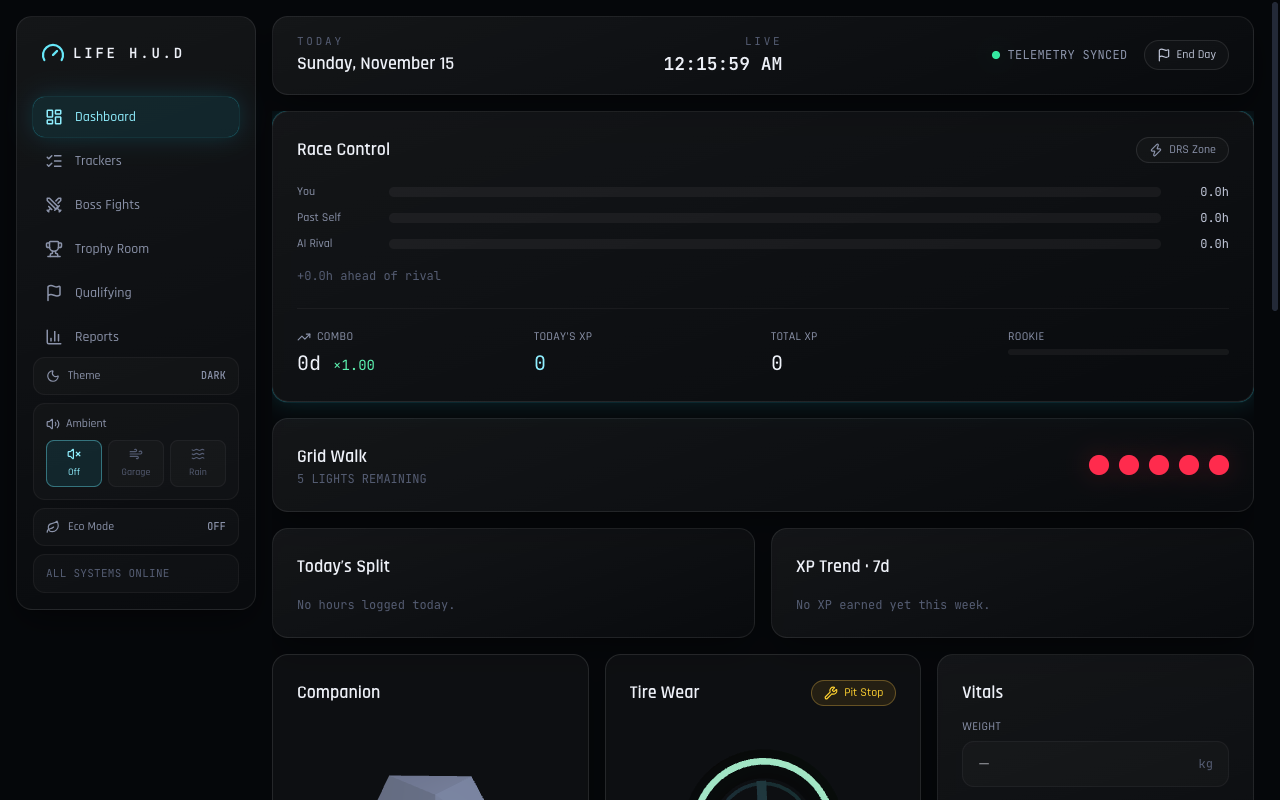 LIFE H.U.D
Dashboard
Trackers
Boss Fights
Trophy Room
Qualifying
Reports
Theme DARK
Ambient
Off Garage Rain
Eco Mode OFF
ALL SYSTEMS ONLINE
TODAY
Sunday, November 15
LIVE
12:15:59 AM
TELEMETRY SYNCED
End Day
Race Control
DRS Zone
You 0.0h
Past Self 0.0h
AI Rival 0.0h
+0.0h ahead of rival
COMBO
0d ×1.00
TODAY'S XP
0
TOTAL XP
0
ROOKIE
Grid Walk
5 LIGHTS REMAINING
Today's Split
No hours logged today.
XP Trend · 7d
No XP earned yet this week.
Companion
Tire Wear
Pit Stop
Vitals
WEIGHT
— kg